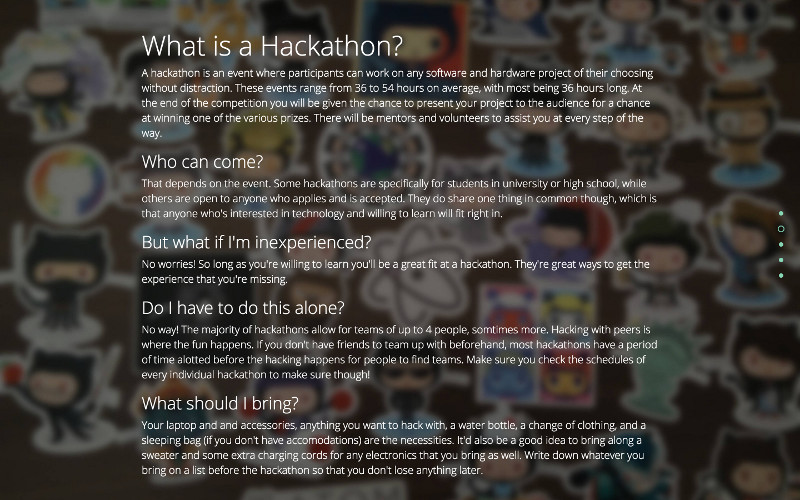 What is a Hackathon?
A hackathon is an event where participants can work on any software and hardware project of their choosing
without distraction. These events range from 36 to 54 hours on average, with most being 36 hours long. At
the end of the competition you will be given the chance to present your project to the audience for a chance
at winning one of the various prizes. There will be mentors and volunteers to assist you at every step of the
way.
Who can come?
That depends on the event. Some hackathons are specifically for students in university or high school, while
others are open to anyone who applies and is accepted. They do share one thing in common though, which is
that anyone who's interested in technology and willing to learn will fit right in.
But what if I'm inexperienced?
No worries! So long as you're willing to learn you'll be a great fit at a hackathon. They're great ways to get the
experience that you're missing.
Do I have to do this alone?
No way! The majority of hackathons allow for teams of up to 4 people, somtimes more. Hacking with peers is
where the fun happens. If you don't have friends to team up with beforehand, most hackathons have a period
of time alotted before the hacking happens for people to find teams. Make sure you check the schedules of
every individual hackathon to make sure though!
What should I bring?
Your laptop and and accessories, anything you want to hack with, a water bottle, a change of clothing, and a
sleeping bag (if you don't have accomodations) are the necessities. It'd also be a good idea to bring along a
sweater and some extra charging cords for any electronics that you bring as well. Write down whatever you
bring on a list before the hackathon so that you don't lose anything later.